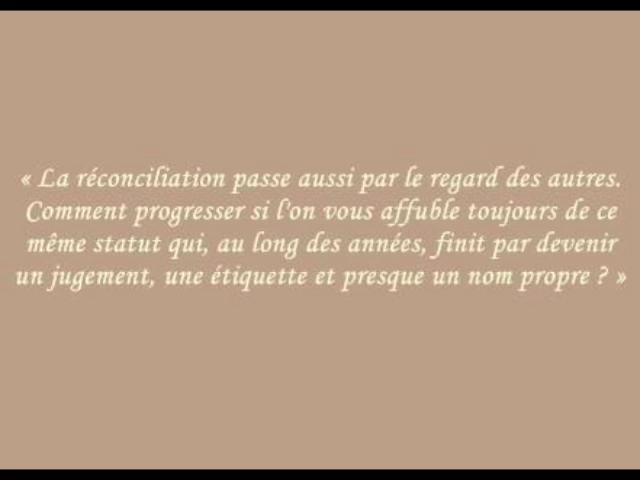 « La réconciliation passe aussi par le regard des autres.
Comment progresser si l'on vous affuble toujours de ce
même statut qui, au long des années, finit par devenir
un jugement, une étiquette et presque un nom propre ? »